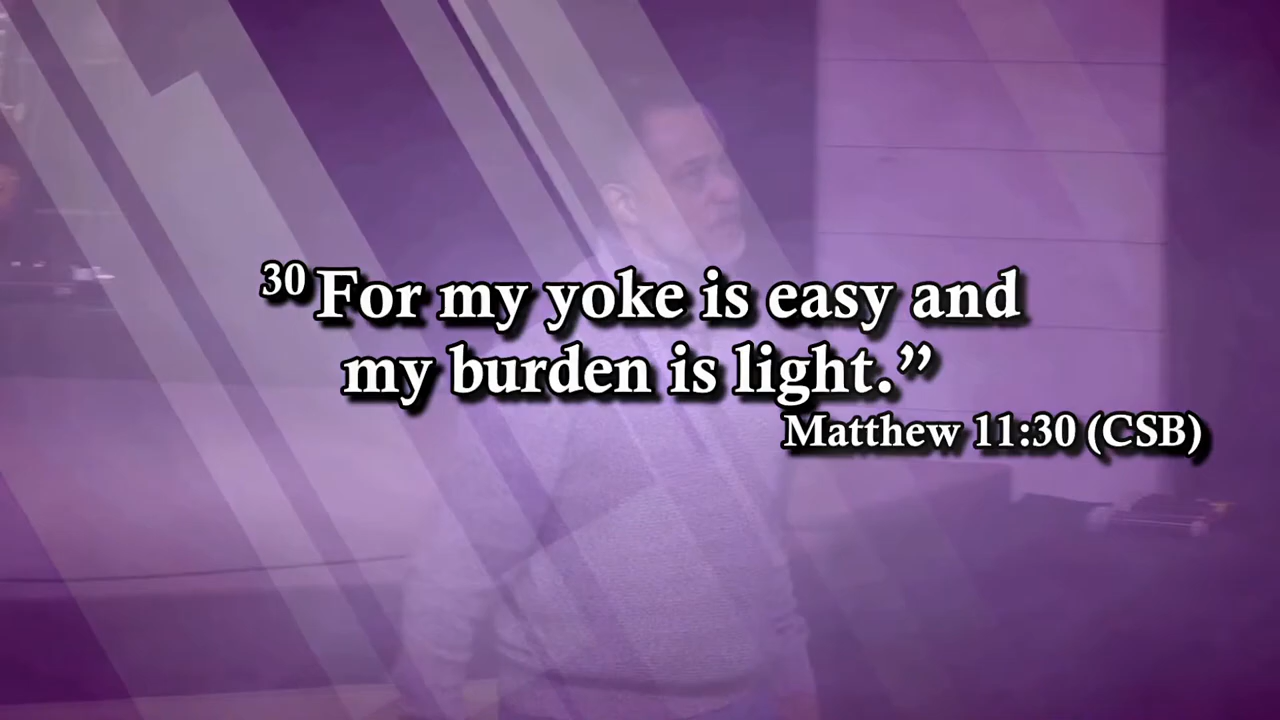 30 For my yoke is easy and
my burden is light.”
Matthew 11:30 (CSB)